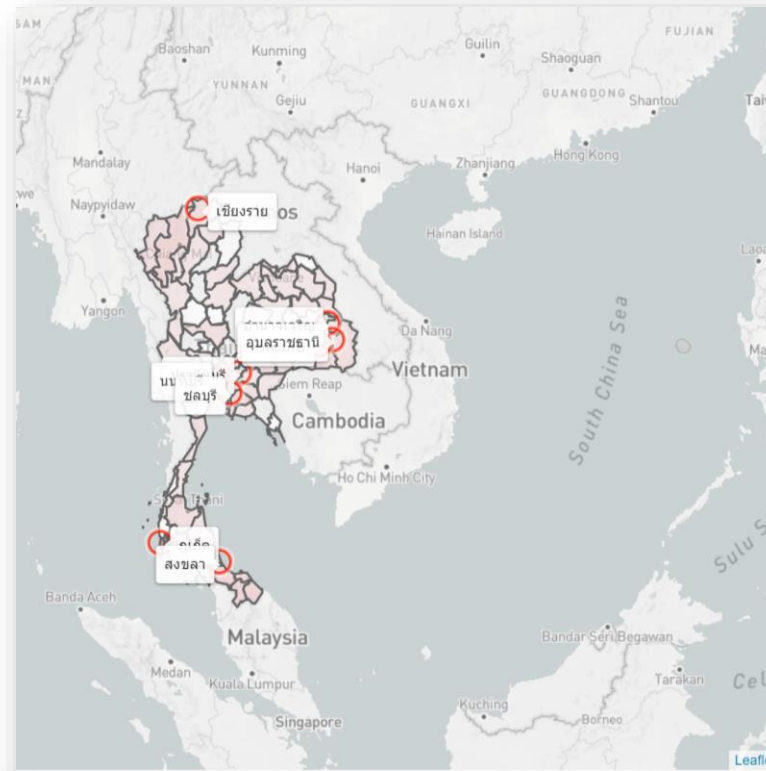 Baoshan
Kunming
Guilin
FUJIAN
YUNNAN
Shaoguan
Gejiu
GUANGXI
GUANGDONG
Shantou
Mandalay
Hanoi
Zhanjiang
Hong Kong
Naypyidaw
เชียงราย
Hainan Island
Yangon
อุบลราชธานี
Da Nang
Siem Reap
Vietnam
ชลบุรี
Cambodia
South China Sea
Ho Chi Minh City
สงขลา
Banda Aceh
Malaysia
Bandar Seri Begawan
Medan
Kuala Lumpur
Tarakan
Kuching
Borneo
Singapore